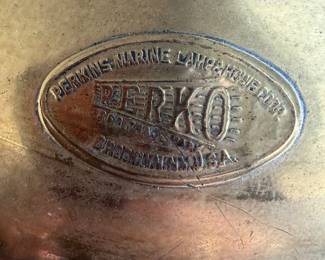 PERKINS MARINE LAMP & HDWE CORP
PERKO
BROOKLYN, N.Y. U.S.A.